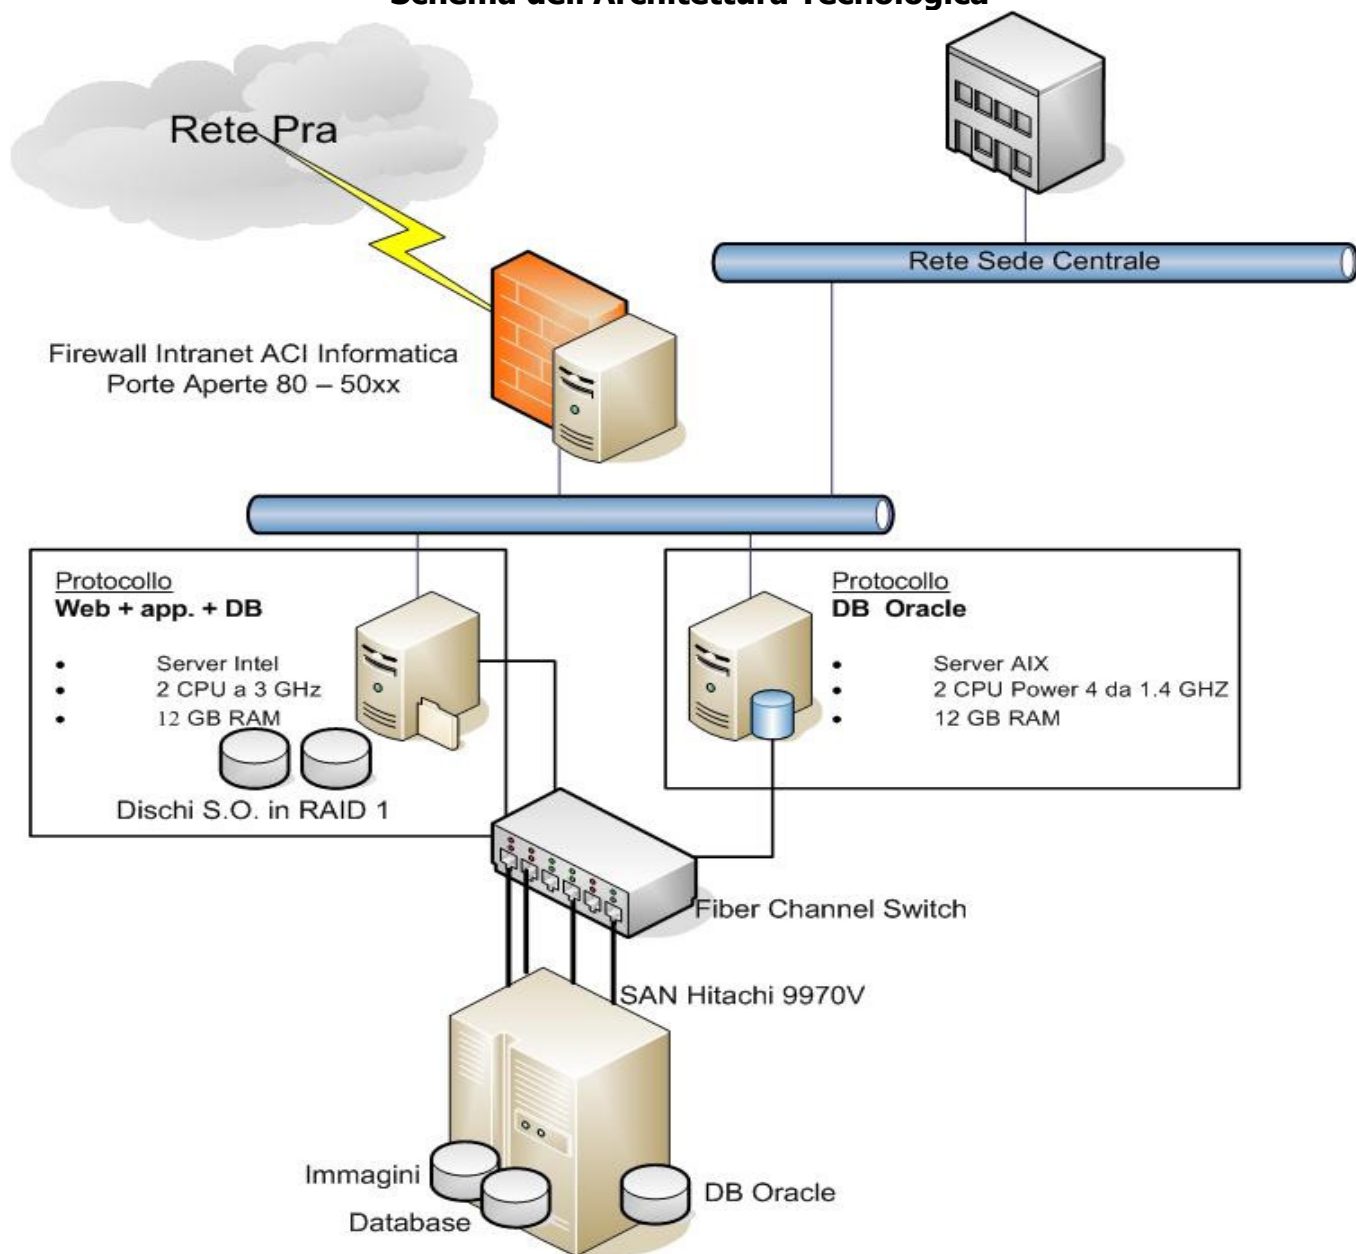 Schema dell'Architettura Tecnologica
Rete Pra
Rete Sede Centrale
Firewall Intranet ACI Informatica
Porte Aperte 80 – 50xx
Protocollo
Web + app. + DB
• Server Intel
• 2 CPU a 3 GHz
• 12 GB RAM
Dischi S.O. in RAID 1
Protocollo
DB Oracle
• Server AIX
• 2 CPU Power 4 da 1.4 GHZ
• 12 GB RAM
Fiber Channel Switch
SAN Hitachi 9970V
Immagini
Database
DB Oracle